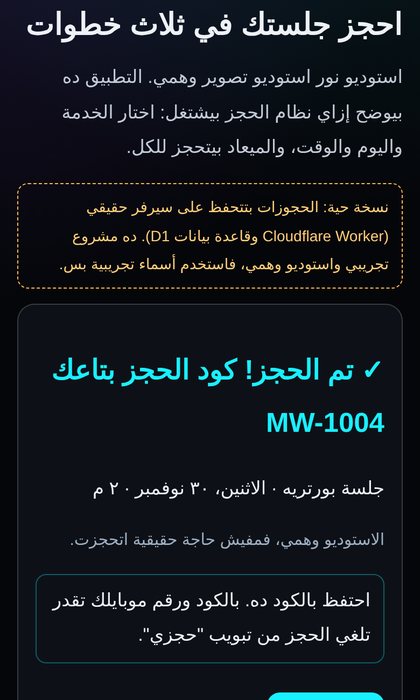 احجز جلستك في ثلاث خطوات
استوديو نور استوديو تصوير وهمي. التطبيق ده
بيوضح إزاي نظام الحجز بيشتغل: اختار الخدمة
واليوم والوقت، والميعاد بيتحجز للكل.
نسخة حية: الحجوزات بتتحفظ على سيرفر حقيقي
(Cloudflare Worker وقاعدة بيانات D1). ده مشروع
تجريبي واستوديو وهمي، فاستخدم أسماء تجريبية بس.
✓ تم الحجز! كود الحجز بتاعك
MW-1004
جلسة بورتريه · الاثنين، ٣٠ نوفمبر · ٢ م
الاستوديو وهمي، فمفيش حاجة حقيقية اتحجزت.
احتفظ بالكود ده. بالكود ورقم موبايلك تقدر
تلغي الحجز من تبويب "حجزي".